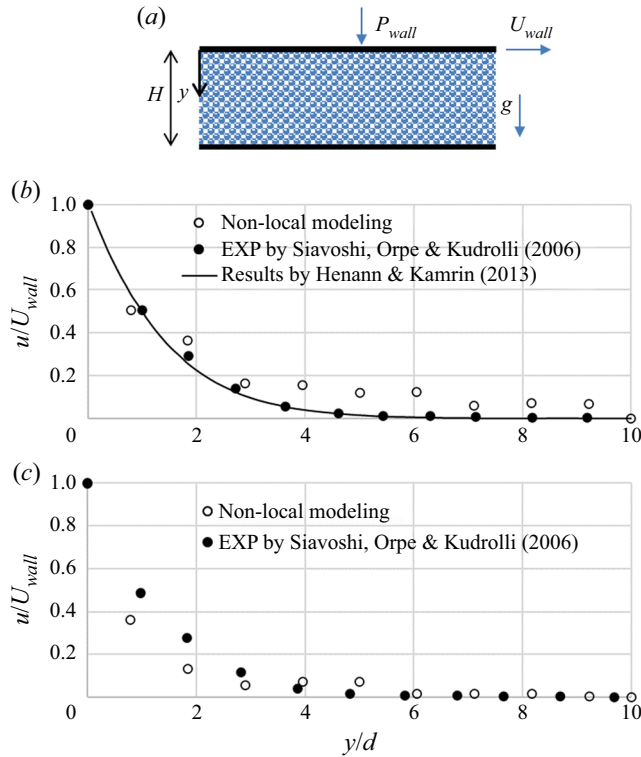 (a)
P_wall
U_wall
H
y
g
(b)
1.0
0.8
0.6
0.4
0.2
0
2
4
6
8
10
u/U_wall
Non-local modeling
EXP by Siavoshi, Orpe & Kudrolli (2006)
Results by Henann & Kamrin (2013)
(c)
1.0
0.8
0.6
0.4
0.2
0
2
4
6
8
10
u/U_wall
Non-local modeling
EXP by Siavoshi, Orpe & Kudrolli (2006)
y/d